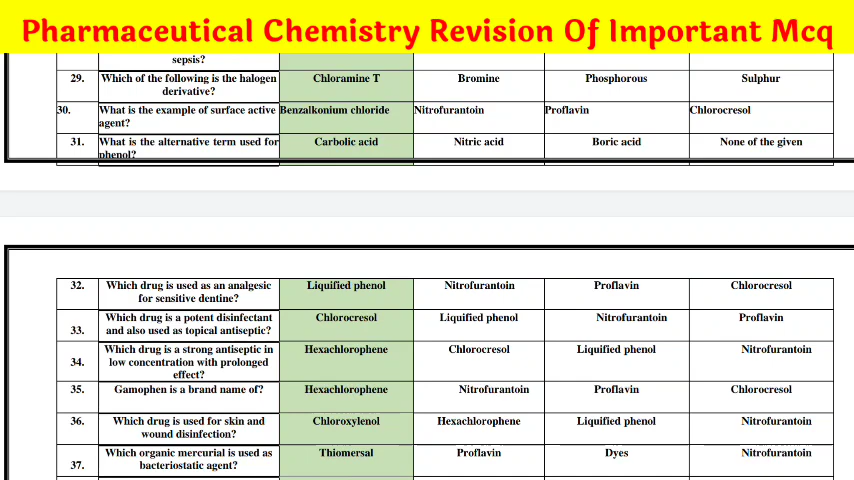 Pharmaceutical Chemistry Revision Of Important Mcq
sepsis?
29. Which of the following is the halogen Chloramine T Bromine Phosphorous Sulphur
derivative?
30. What is the example of surface active Benzalkonium chloride Nitrofurantoin Proflavin Chlorocresol
agent?
31. What is the alternative term used for Carbolic acid Nitric acid Boric acid None of the given
phenol?
32. Which drug is used as an analgesic Liquified phenol Nitrofurantoin Proflavin Chlorocresol
for sensitive dentine?
Which drug is a potent disinfectant Chlorocresol Liquified phenol Nitrofurantoin Proflavin
33. and also used as topical antiseptic?
Which drug is a strong antiseptic in Hexachlorophene Chlorocresol Liquified phenol Nitrofurantoin
34. low concentration with prolonged
effect?
35. Gamophen is a brand name of? Hexachlorophene Nitrofurantoin Proflavin Chlorocresol
36. Which drug is used for skin and Chloroxylenol Hexachlorophene Liquified phenol Nitrofurantoin
wound disinfection?
Which organic mercurial is used as Thiomersal Proflavin Dyes Nitrofurantoin
37. bacteriostatic agent?